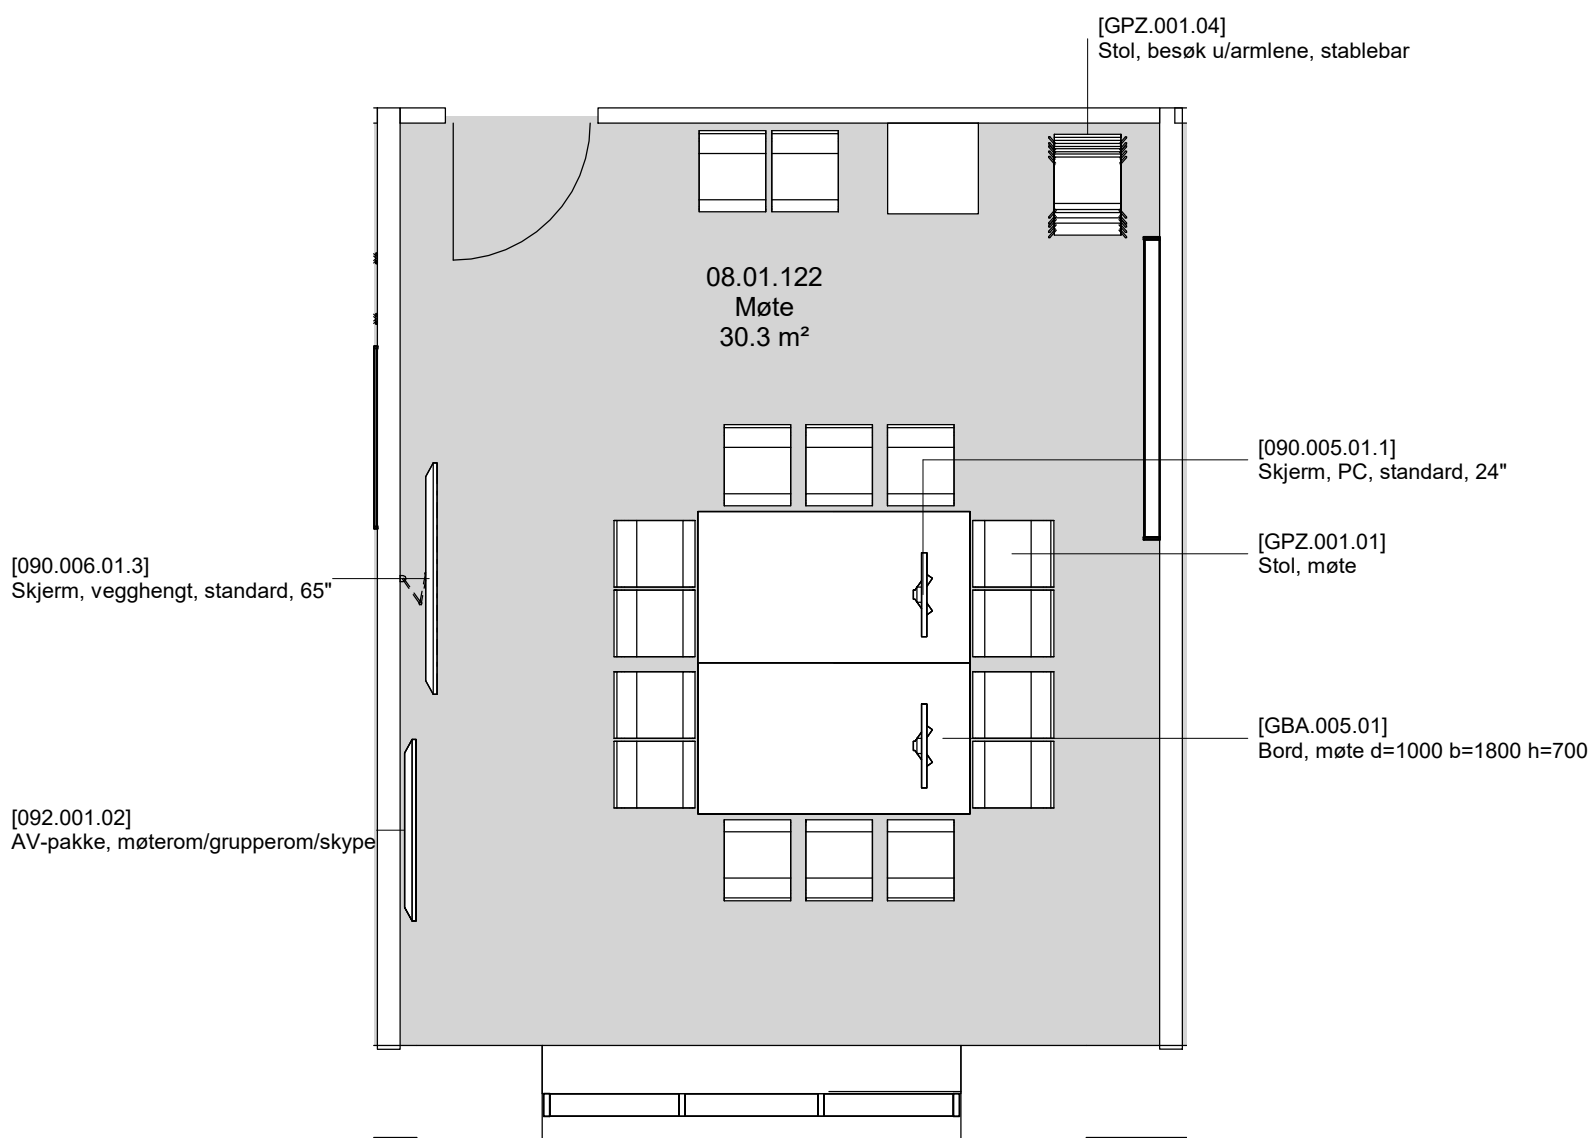 [GPZ.001.04]
Stol, besøk u/armlene, stablebar
08.01.122
Møte
30.3 m²
[090.005.01.1]
Skjerm, PC, standard, 24"
[GPZ.001.01]
Stol, møte
[090.006.01.3]
Skjerm, vegghengt, standard, 65"
[GBA.005.01]
Bord, møte d=1000 b=1800 h=700
[092.001.02]
AV-pakke, møterom/grupperom/skype